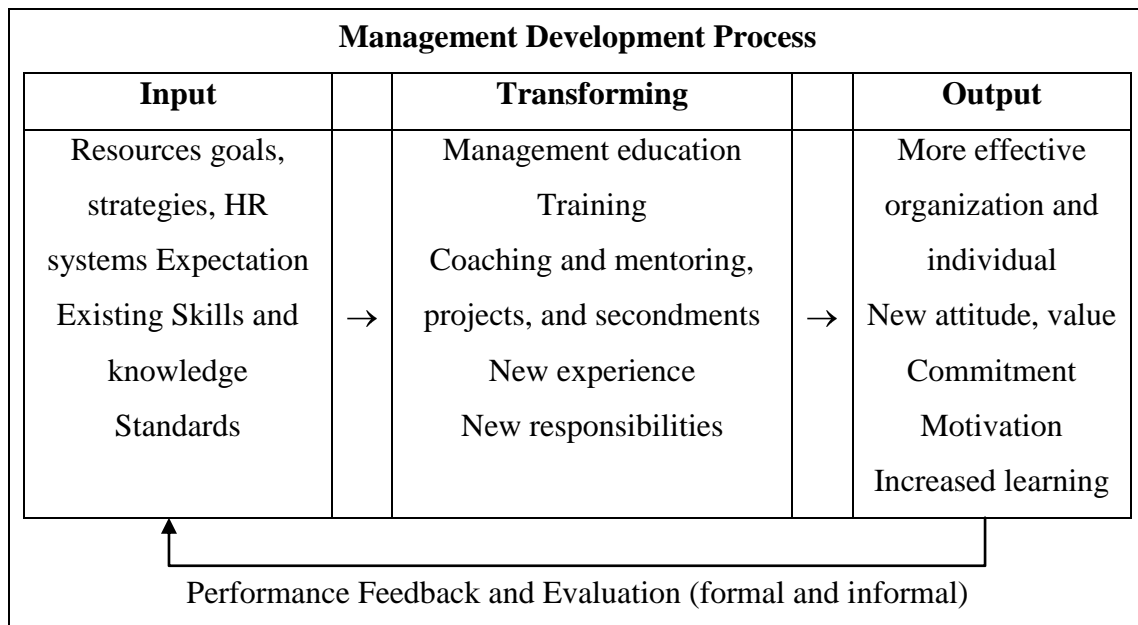 Management Development Process
Input
Transforming
Output
Resources goals,
strategies, HR
systems Expectation
Existing Skills and
knowledge
Standards
→
Management education
Training
Coaching and mentoring,
projects, and secondments
New experience
New responsibilities
→
More effective
organization and
individual
New attitude, value
Commitment
Motivation
Increased learning
Performance Feedback and Evaluation (formal and informal)